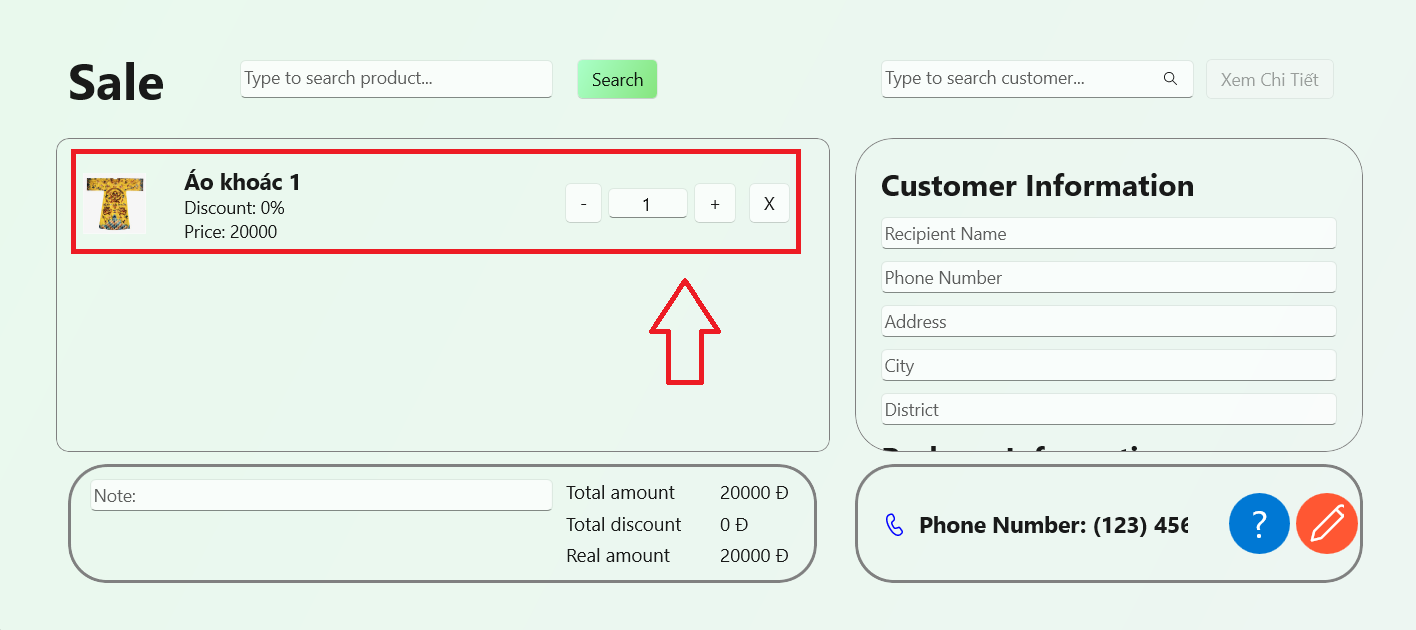 Sale
Type to search product...
Search
Type to search customer...
Xem Chi Tiết
Áo khoác 1
Discount: 0%
Price: 20000
-
1
+
X
Customer Information
Recipient Name
Phone Number
Address
City
District
Note:
Total amount 20000 Đ
Total discount 0 Đ
Real amount 20000 Đ
Phone Number: (123) 456
?